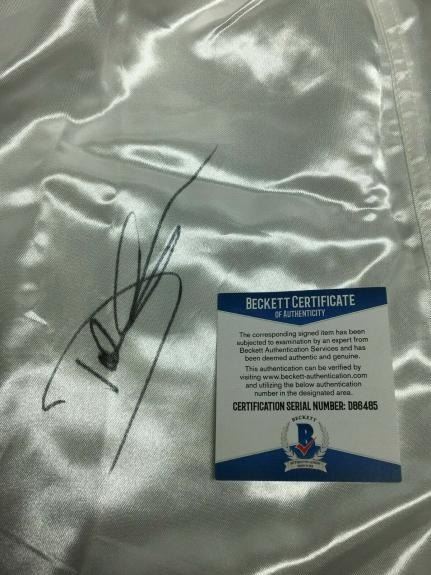 BECKETT CERTIFICATE
OF AUTHENTICITY
The corresponding signed item has been
subjected to examination by an expert from
Beckett Authentication Services and has
been deemed authentic and genuine.
This authentication can be verified by
visiting www.beckett-authentication.com
and utilizing the below authentication
number in the designated area.
CERTIFICATION SERIAL NUMBER: D86485
BECKETT
B